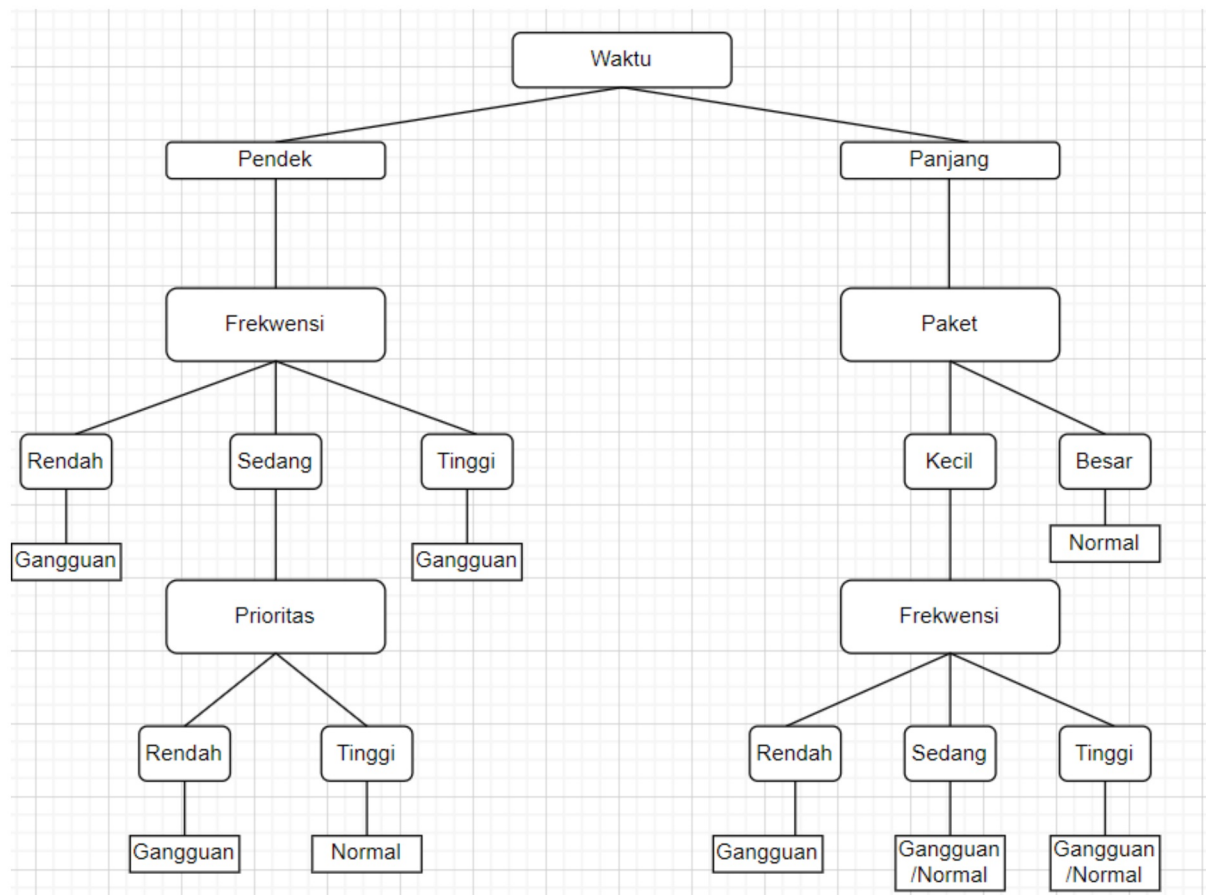 Waktu
Pendek
Panjang
Frekwensi
Paket
Rendah
Sedang
Tinggi
Kecil
Besar
Gangguan
Gangguan
Normal
Prioritas
Frekwensi
Rendah
Tinggi
Rendah
Sedang
Tinggi
Gangguan
Normal
Gangguan
Gangguan
/Normal
Gangguan
/Normal